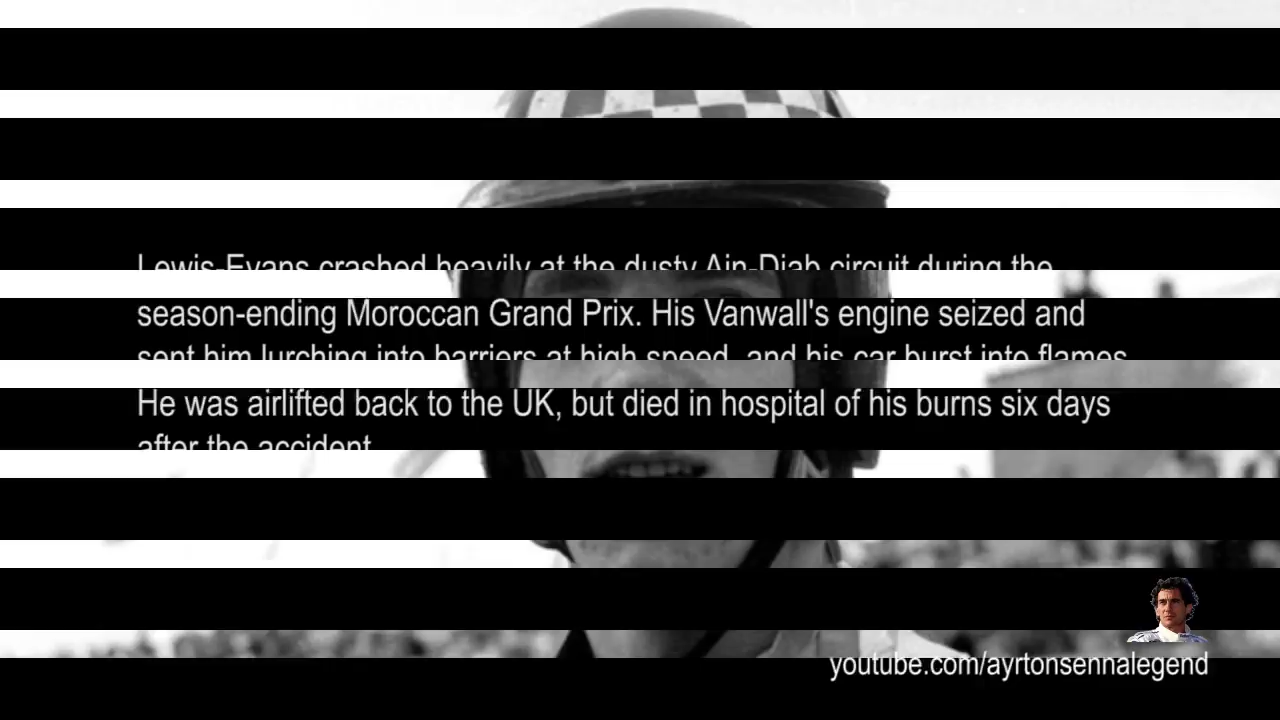 Lewis-Evans crashed heavily at the dusty Ain-Diab circuit during the
season-ending Moroccan Grand Prix. His Vanwall's engine seized and
sent him lurching into barriers at high speed, and his car burst into flames.
He was airlifted back to the UK, but died in hospital of his burns six days
after the accident.
youtube.com/ayrtonsennalegend